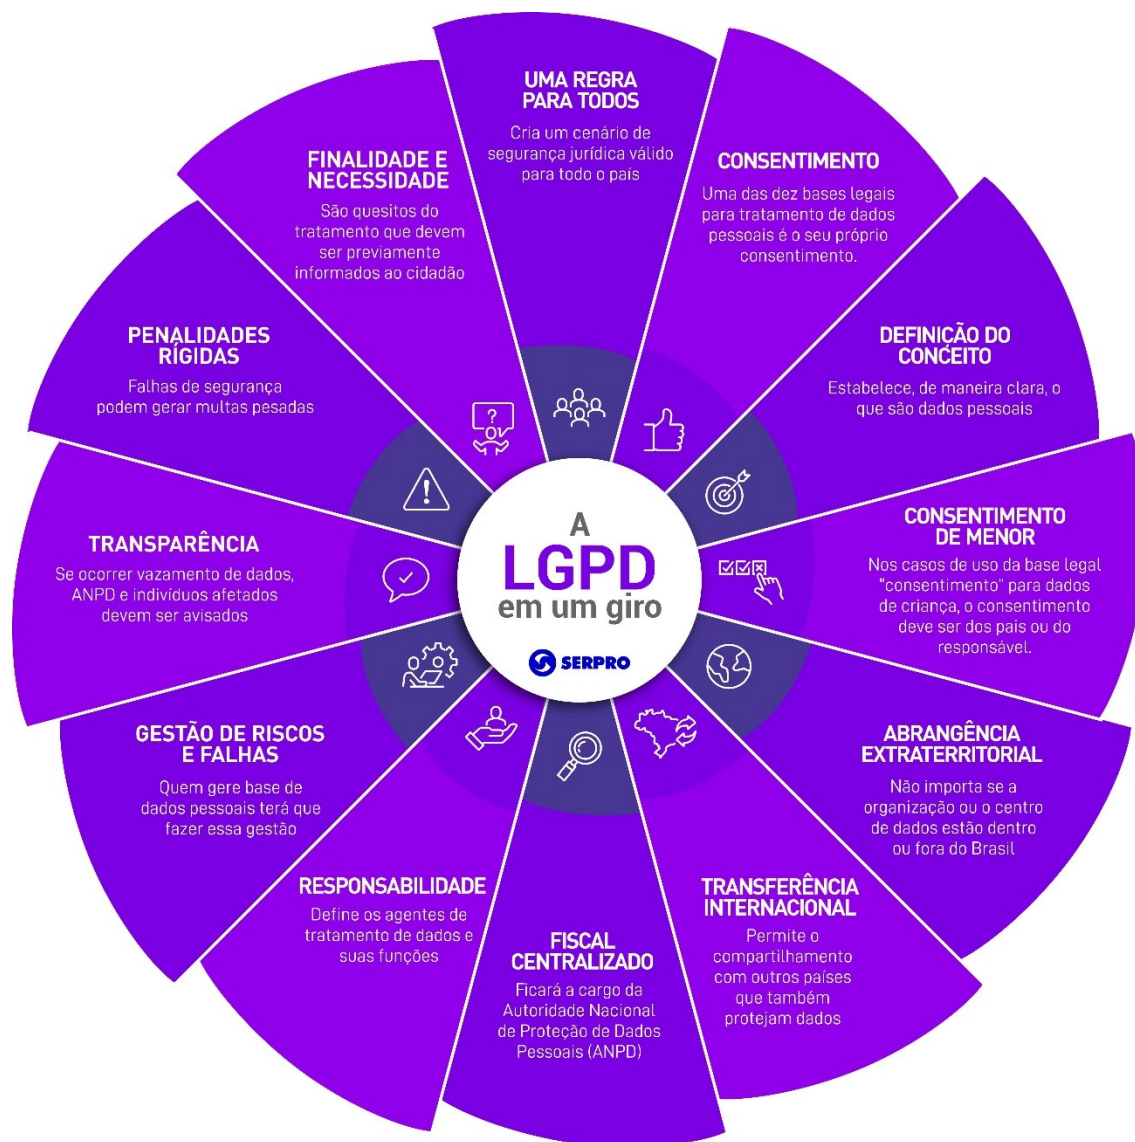 UMA REGRA
PARA TODOS
Cria um cenário de
segurança jurídica válido
para todo o país
CONSENTIMENTO
Uma das dez bases legais
para tratamento de dados
pessoais é o seu próprio
consentimento.
DEFINIÇÃO DO
CONCEITO
Estabelece, de maneira clara, o
que são dados pessoais
CONSENTIMENTO
DE MENOR
Nos casos de uso da base legal
"consentimento" para dados
de criança, o consentimento
deve ser dos pais ou do
responsável.
ABRANGÊNCIA
EXTRATERRITORIAL
Não importa se a
organização ou o centro
de dados estão dentro
ou fora do Brasil
TRANSFERÊNCIA
INTERNACIONAL
Permite o
compartilhamento
com outros países
que também
protejam dados
FISCAL
CENTRALIZADO
Ficará a cargo da
Autoridade Nacional
de Proteção de Dados
Pessoais (ANPD)
RESPONSABILIDADE
Define os agentes de
tratamento de dados e
suas funções
GESTÃO DE RISCOS
E FALHAS
Quem gere base de
dados pessoais terá que
fazer essa gestão
TRANSPARÊNCIA
Se ocorrer vazamento de dados,
ANPD e indivíduos afetados
devem ser avisados
PENALIDADES
RÍGIDAS
Falhas de segurança
podem gerar multas pesadas
FINALIDADE E
NECESSIDADE
São quesitos do
tratamento que devem
ser previamente
informados ao cidadão
?
!
A
LGPD
em um giro
SERPRO